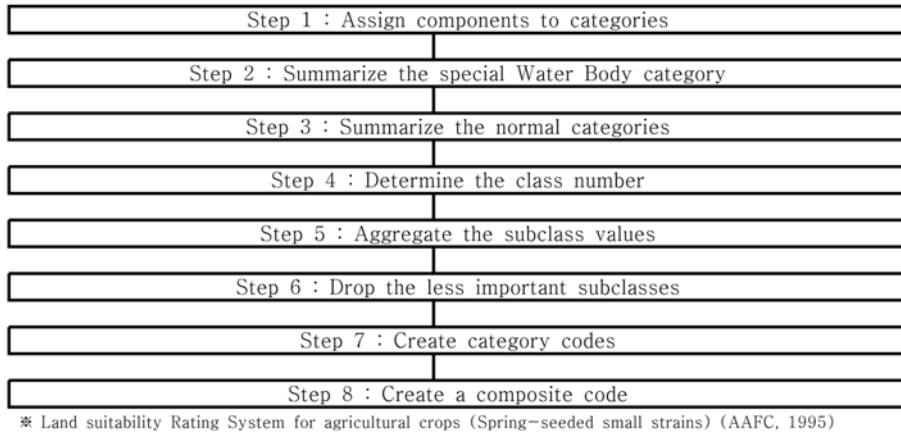 Step 1 : Assign components to categories
Step 2 : Summarize the special Water Body category
Step 3 : Summarize the normal categories
Step 4 : Determine the class number
Step 5 : Aggregate the subclass values
Step 6 : Drop the less important subclasses
Step 7 : Create category codes
Step 8 : Create a composite code
※ Land suitability Rating System for agricultural crops (Spring-seeded small strains) (AAFC, 1995)